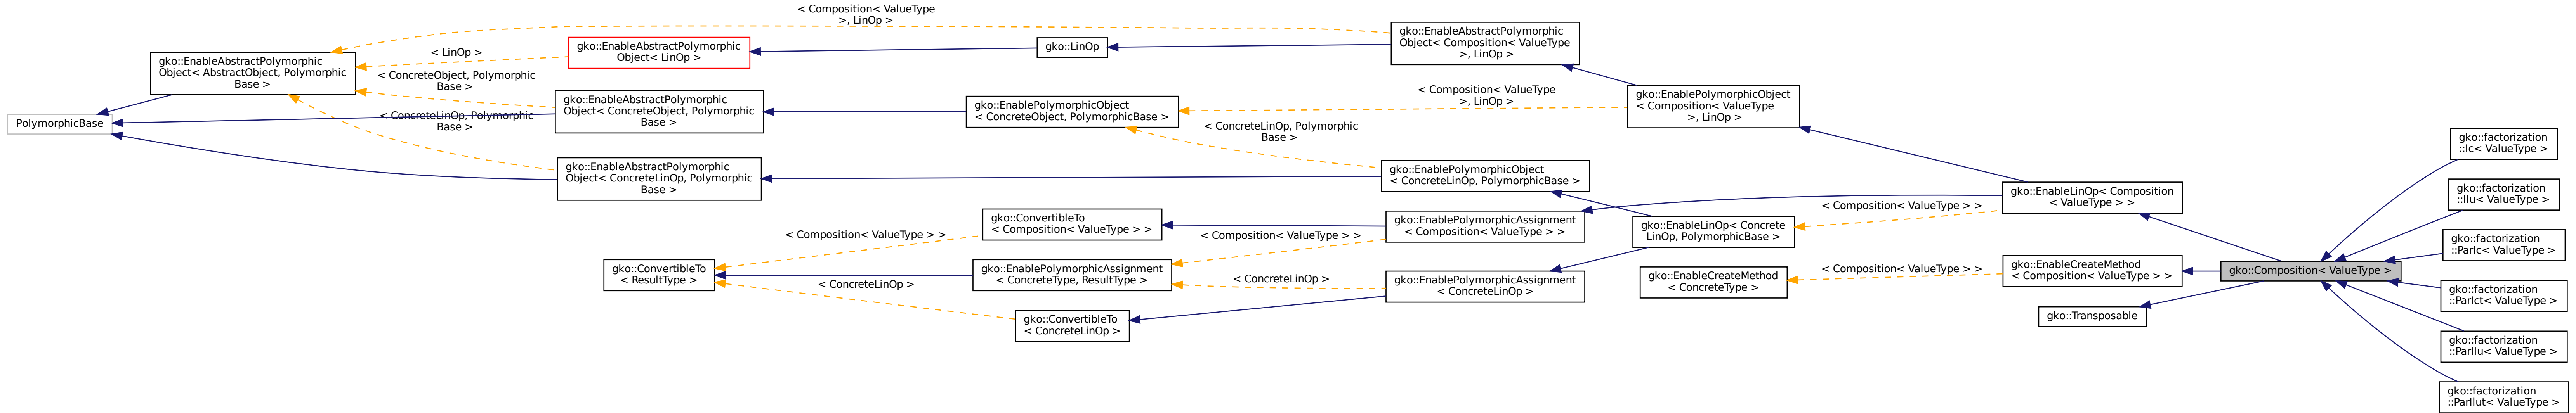 PolymorphicBase
gko::EnableAbstractPolymorphic
Object< AbstractObject, Polymorphic
Base >
< Composition< ValueType
>, LinOp >
< LinOp >
< ConcreteObject, Polymorphic
Base >
< ConcreteLinOp, Polymorphic
Base >
gko::EnableAbstractPolymorphic
Object< LinOp >
gko::EnableAbstractPolymorphic
Object< ConcreteObject, Polymorphic
Base >
gko::EnableAbstractPolymorphic
Object< ConcreteLinOp, Polymorphic
Base >
gko::ConvertibleTo
< ResultType >
< Composition< ValueType > >
< ConcreteLinOp >
gko::LinOp
gko::EnablePolymorphicObject
< ConcreteObject, PolymorphicBase >
gko::ConvertibleTo
< Composition< ValueType > >
gko::EnablePolymorphicAssignment
< ConcreteType, ResultType >
gko::ConvertibleTo
< ConcreteLinOp >
< Composition< ValueType
>, LinOp >
< ConcreteLinOp, Polymorphic
Base >
< Composition< ValueType > >
< ConcreteLinOp >
gko::EnableAbstractPolymorphic
Object< Composition< ValueType
>, LinOp >
gko::EnablePolymorphicObject
< ConcreteLinOp, PolymorphicBase >
gko::EnablePolymorphicAssignment
< Composition< ValueType > >
gko::EnablePolymorphicAssignment
< ConcreteLinOp >
gko::EnablePolymorphicObject
< Composition< ValueType
>, LinOp >
gko::EnableLinOp< Concrete
LinOp, PolymorphicBase >
gko::EnableCreateMethod
< ConcreteType >
< Composition< ValueType > >
< Composition< ValueType > >
gko::EnableLinOp< Composition
< ValueType > >
gko::EnableCreateMethod
< Composition< ValueType > >
gko::Transposable
gko::Composition< ValueType >
gko::factorization
::Ic< ValueType >
gko::factorization
::Ilu< ValueType >
gko::factorization
::ParIc< ValueType >
gko::factorization
::ParIct< ValueType >
gko::factorization
::ParIlu< ValueType >
gko::factorization
::ParIlut< ValueType >